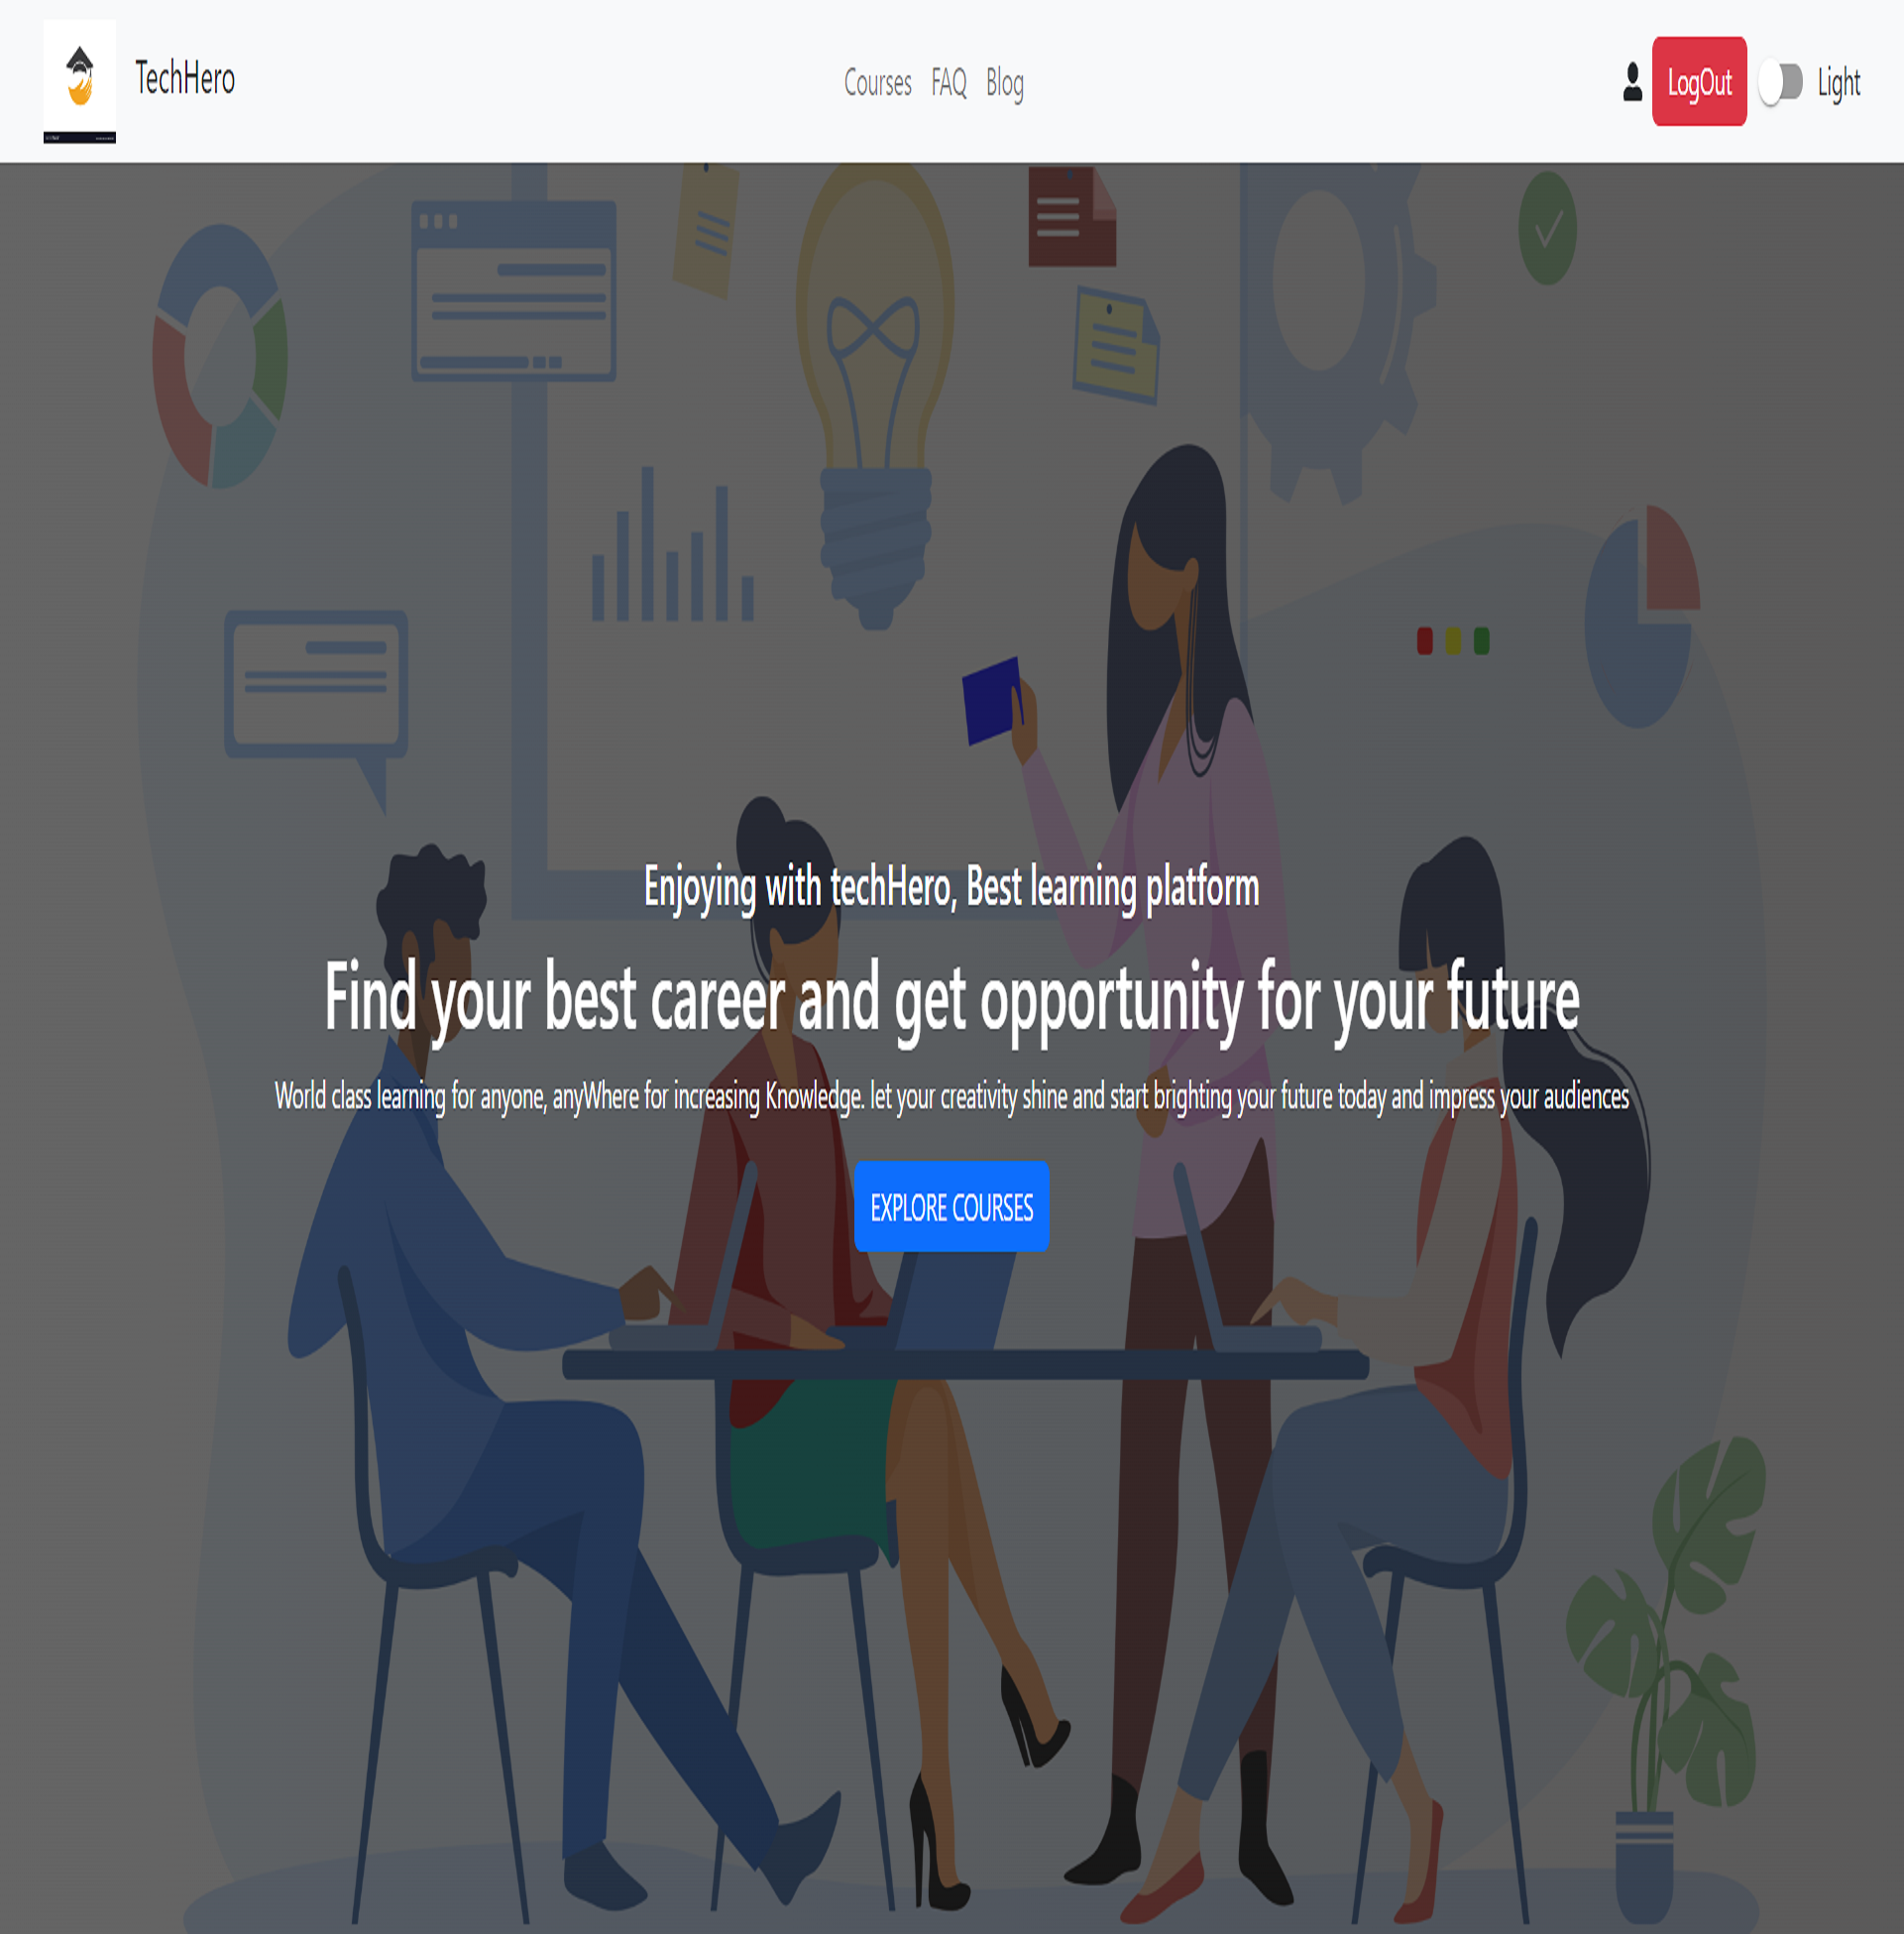 TechHero
Courses FAQ Blog
LogOut
Light
Enjoying with techHero, Best learning platform
Find your best career and get opportunity for your future
World class learning for anyone, anyWhere for increasing Knowledge. let your creativity shine and start brighting your future today and impress your audiences
EXPLORE COURSES